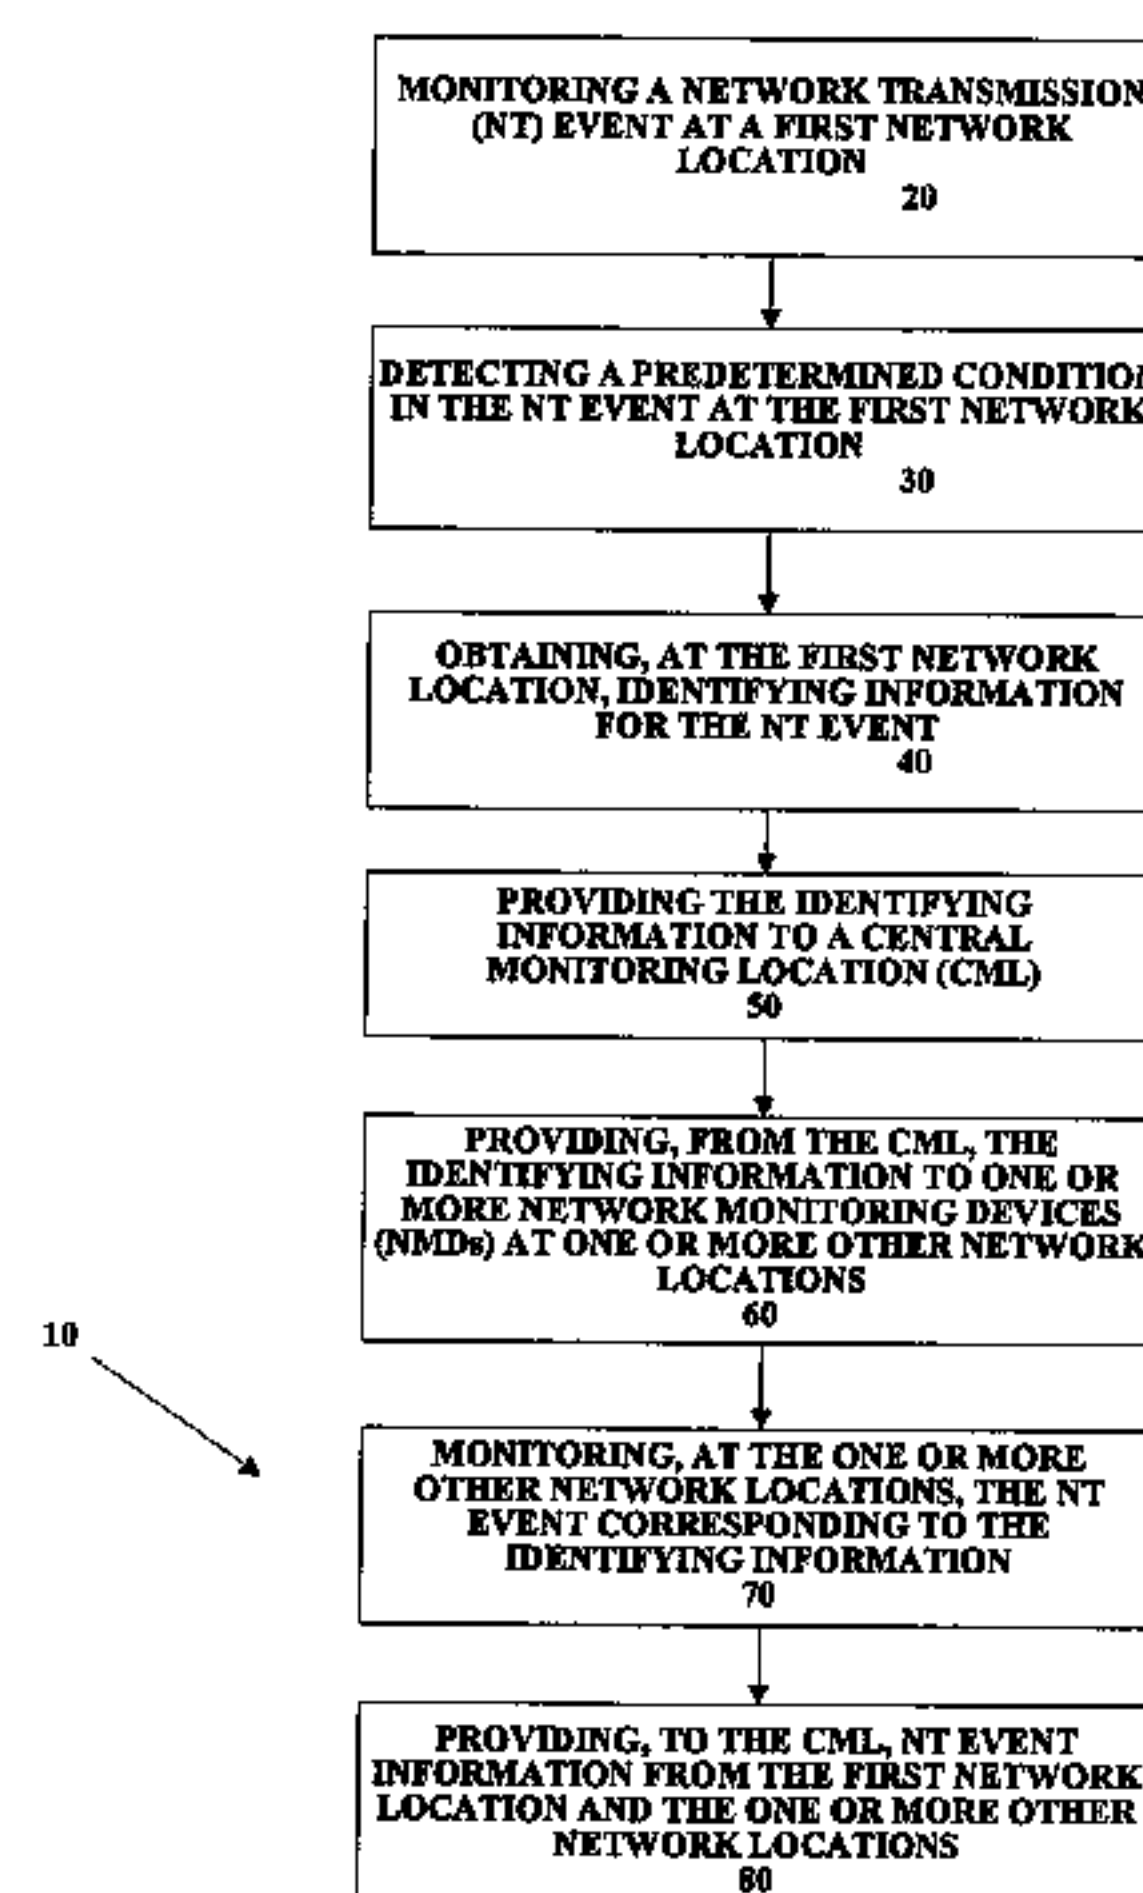 MONITORING A NETWORK TRANSMISSION
(NT) EVENT AT A FIRST NETWORK
LOCATION
20
DETECTING A PREDETERMINED CONDITION
IN THE NT EVENT AT THE FIRST NETWORK
LOCATION
30
OBTAINING, AT THE FIRST NETWORK
LOCATION, IDENTIFYING INFORMATION
FOR THE NT EVENT
40
PROVIDING THE IDENTIFYING
INFORMATION TO A CENTRAL
MONITORING LOCATION (CML)
50
PROVIDING, FROM THE CML, THE
IDENTIFYING INFORMATION TO ONE OR
MORE NETWORK MONITORING DEVICES
(NMDs) AT ONE OR MORE OTHER NETWORK
LOCATIONS
60
10
MONITORING, AT THE ONE OR MORE
OTHER NETWORK LOCATIONS, THE NT
EVENT CORRESPONDING TO THE
IDENTIFYING INFORMATION
70
PROVIDING, TO THE CML, NT EVENT
INFORMATION FROM THE FIRST NETWORK
LOCATION AND THE ONE OR MORE OTHER
NETWORK LOCATIONS
80